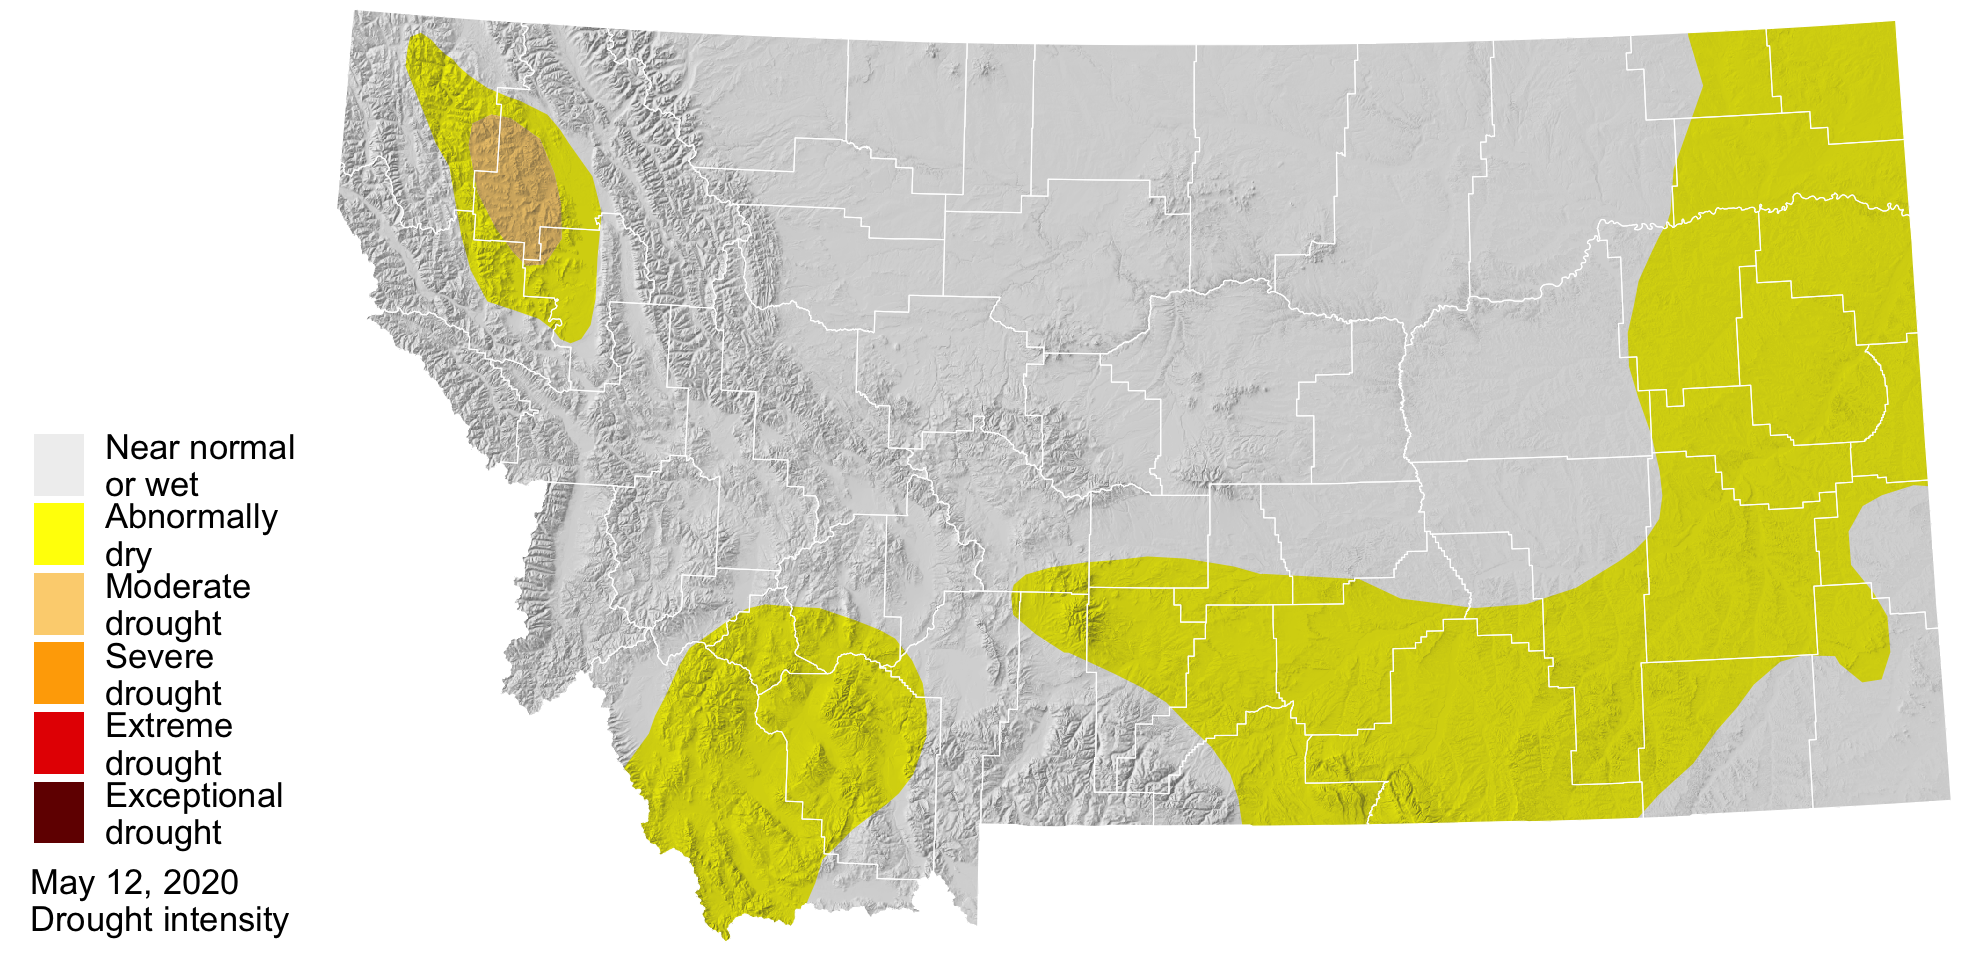 Near normal
or wet
Abnormally
dry
Moderate
drought
Severe
drought
Extreme
drought
Exceptional
drought
May 12, 2020
Drought intensity